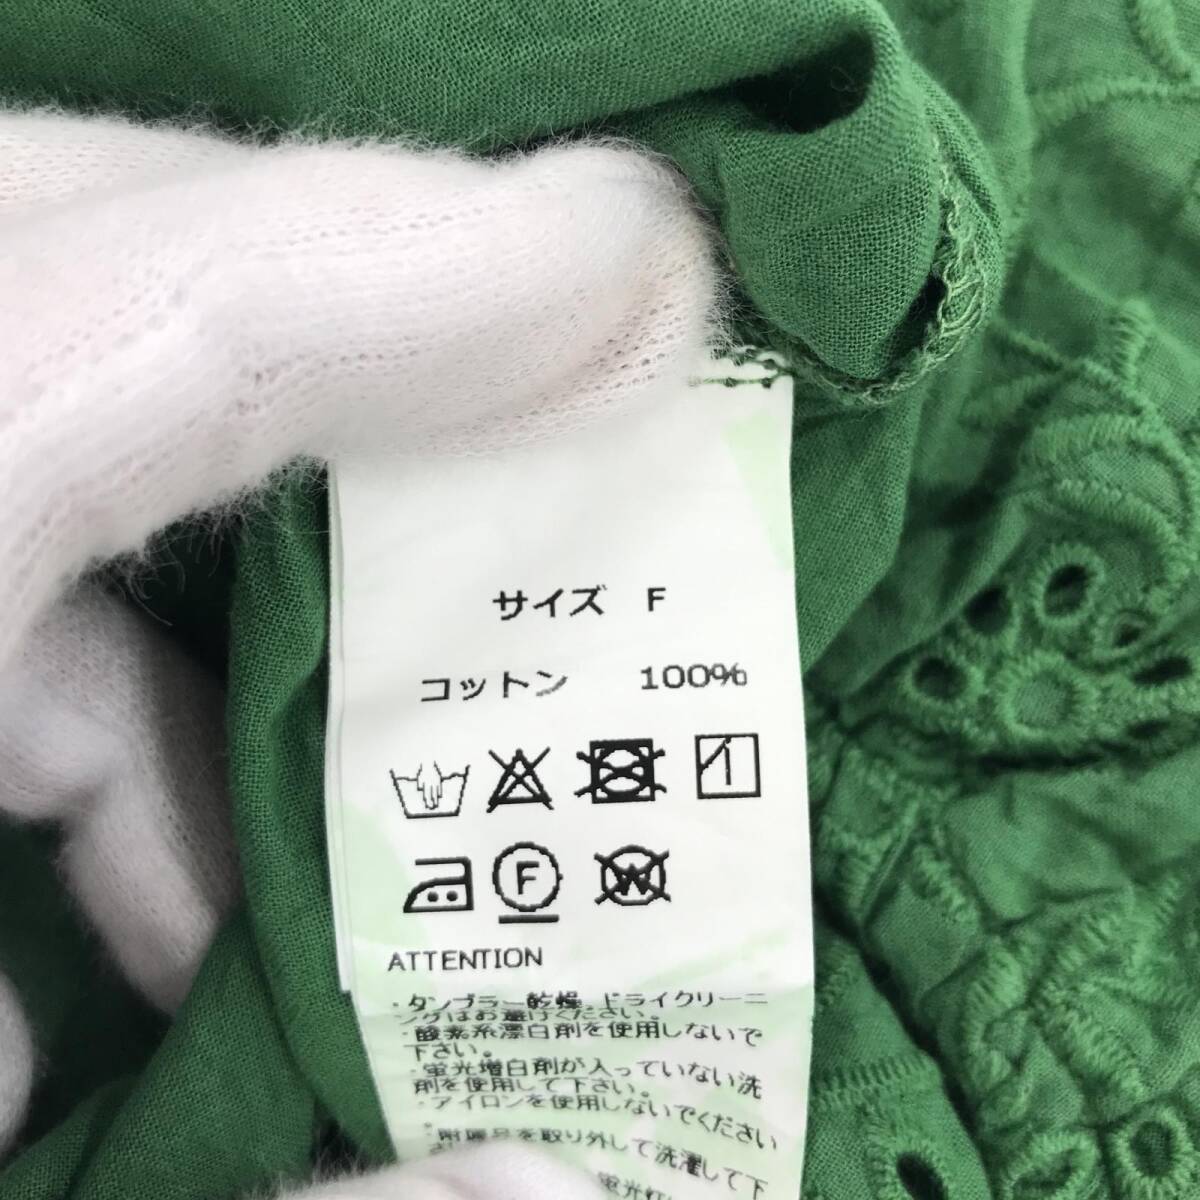 サイズ F
コットン 100%
F
W
ATTENTION
・タンブラー乾燥、ドライクリーニ
ングはお避けください。
・酸素系漂白剤を使用しないで
下さい。
・蛍光増白剤が入っていない洗
剤を使用して下さい。
・アイロンを使用しないでください
。
・附属品を取り外して洗濯して下
蛍光灯